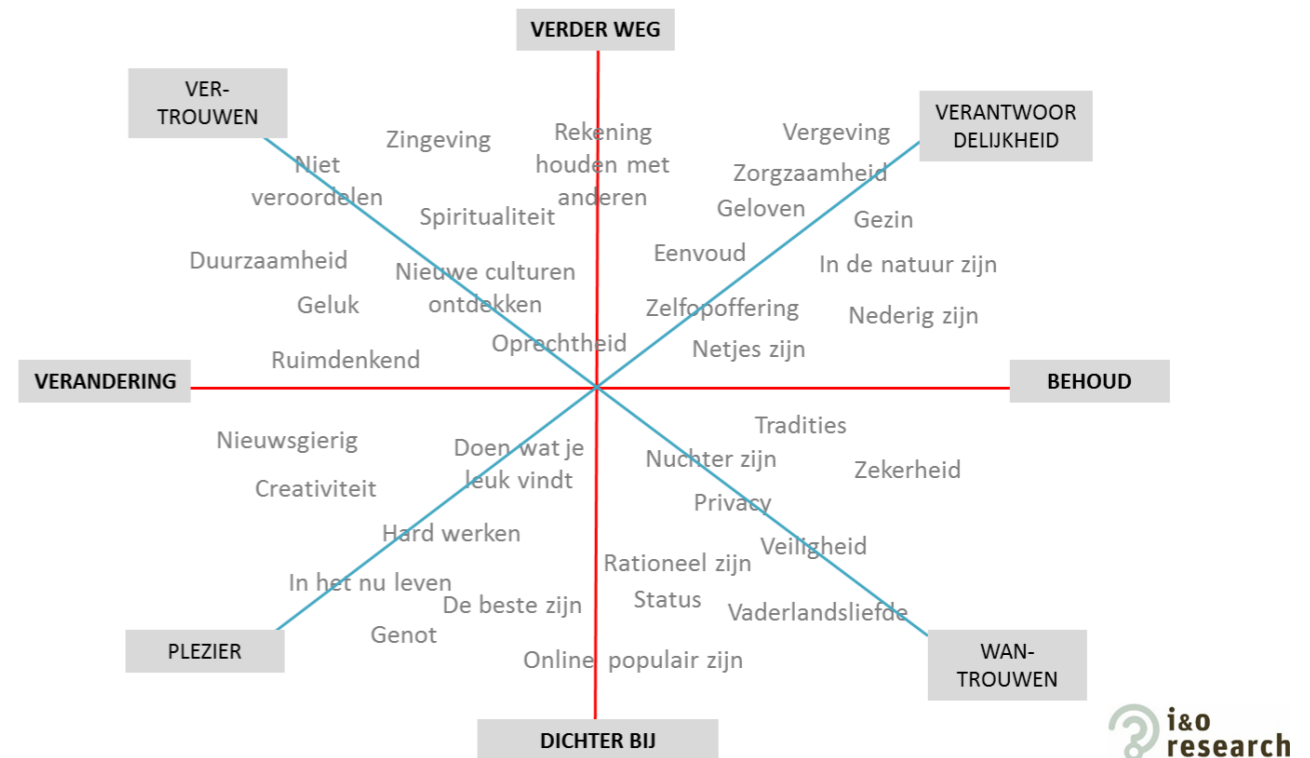 VERDER WEG
VER-
TROUWEN
VERANTWOOR
DELIJKHEID
Zingeving
Rekening
houden met
anderen
Vergeving
Niet
veroordelen
Zorgzaamheid
Geloven
Spiritualiteit
Gezin
Eenvoud
Duurzaamheid
In de natuur zijn
Nieuwe culturen
ontdekken
Geluk
Zelfopoffering
Nederig zijn
Oprechtheid
Netjes zijn
Ruimdenkend
VERANDERING
BEHOUD
Tradities
Nieuwsgierig
Doen wat je
leuk vindt
Nuchter zijn
Zekerheid
Creativiteit
Privacy
Hard werken
Veiligheid
Rationeel zijn
In het nu leven
De beste zijn
Status
Vaderlandsliefde
Genot
PLEZIER
Online populair zijn
WAN-
TROUWEN
DICHTER BIJ
i&o
research